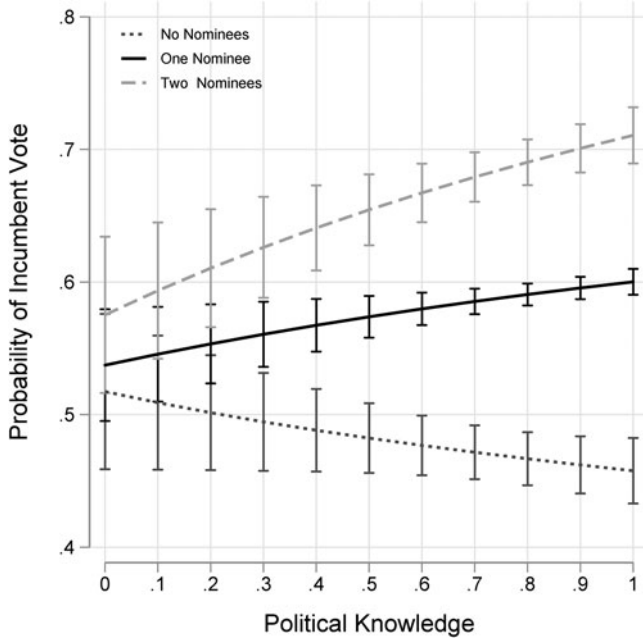 .8
No Nominees
One Nominee
Two Nominees
.7
.6
.5
.4
Probability of Incumbent Vote
0 .1 .2 .3 .4 .5 .6 .7 .8 .9 1
Political Knowledge